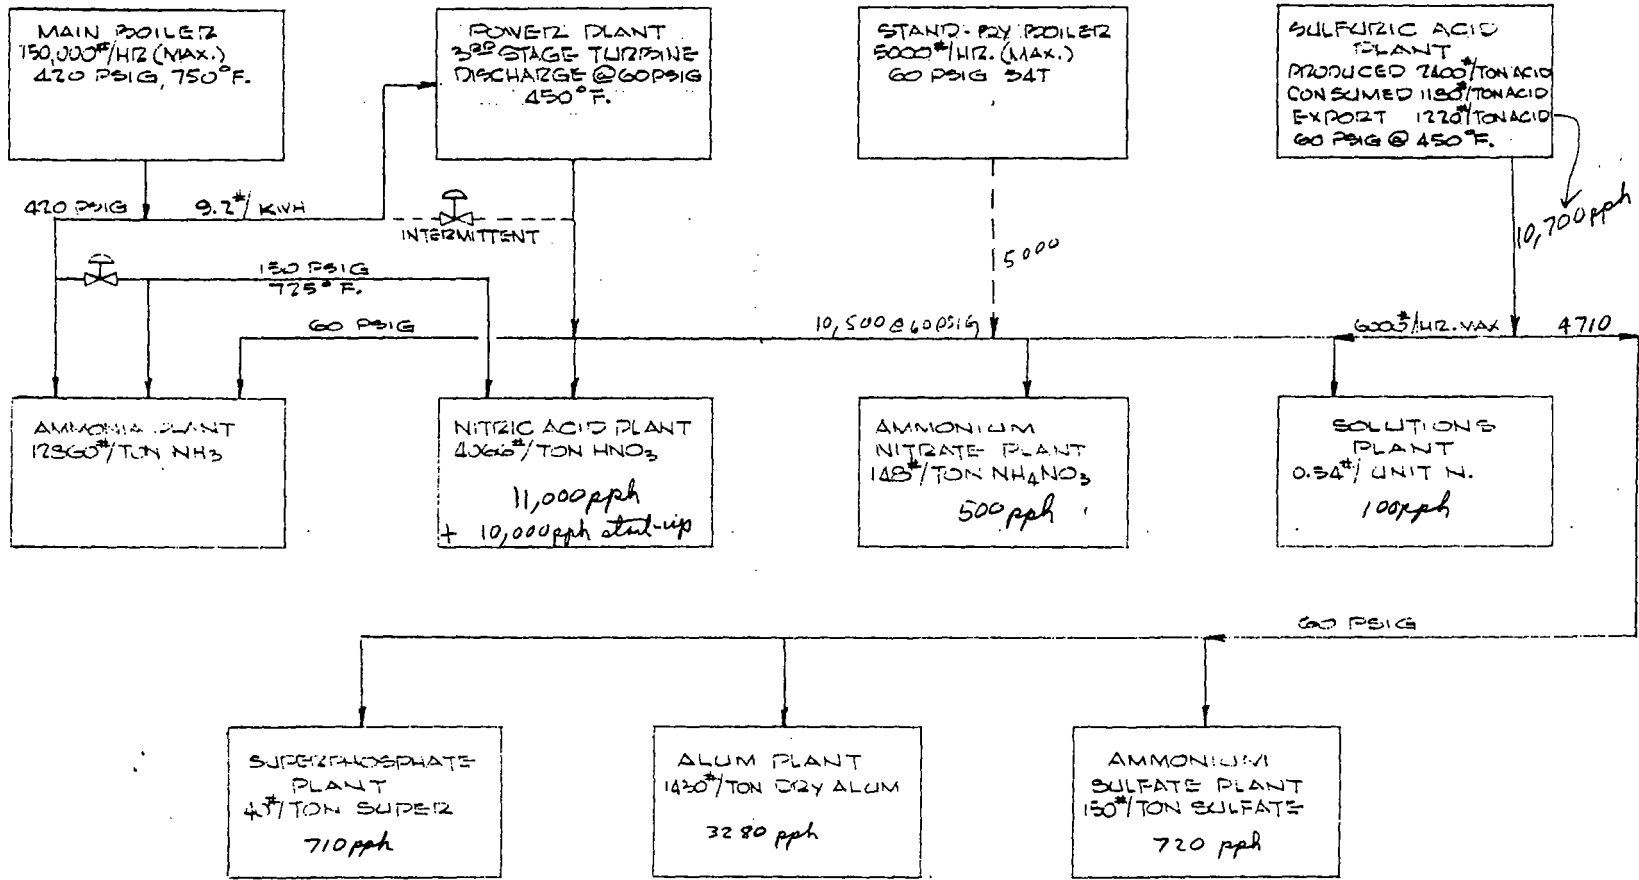 MAIN BOILER
150,000#/HR (MAX.)
420 PSIG, 750°F.
POWER PLANT
3RD STAGE TURBINE
DISCHARGE @ 60 PSIG
450°F.
STAND-BY BOILER
5000#/HR. (MAX.)
60 PSIG SAT
SULFURIC ACID
PLANT
PRODUCED 2400#/TON ACID
CONSUMED 1180#/TON ACID
EXPORT 1220#/TON ACID
60 PSIG @ 450°F.
10,700 pph
420 PSIG
9.2#/KWH
INTERMITTENT
5000
150 PSIG
725°F.
60 PSIG
10,500 @ 60 PSIG
6000#/HR. MAX
4710
AMMONIA PLANT
12860#/TON NH3
NITRIC ACID PLANT
4066#/TON HNO3
11,000 pph
+ 10,000 pph start-up
AMMONIUM
NITRATE PLANT
148#/TON NH4NO3
500 pph
SOLUTIONS
PLANT
0.54#/UNIT N.
100 pph
60 PSIG
SUPERPHOSPHATE
PLANT
40#/TON SUPER
710 pph
ALUM PLANT
1430#/TON DRY ALUM
3280 pph
AMMONIUM
SULFATE PLANT
150#/TON SULFATE
720 pph